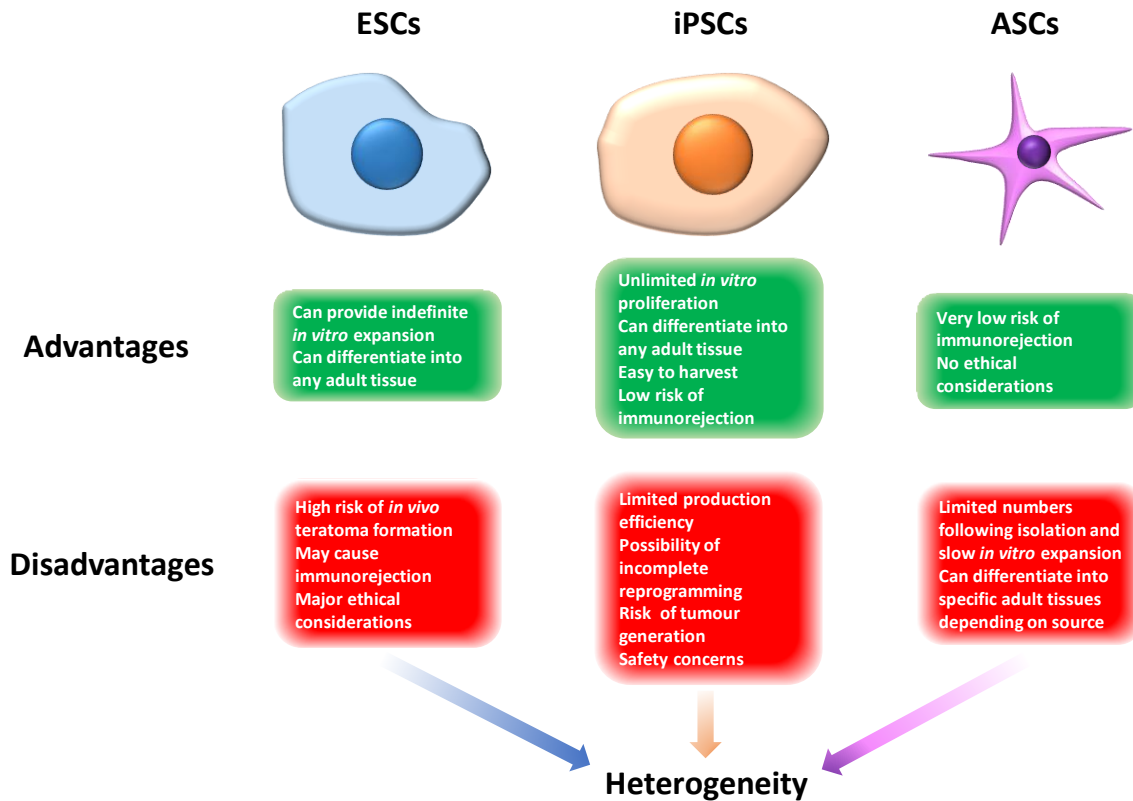 ESCs
iPSCs
ASCs
Advantages
Can provide indefinite
in vitro expansion
Can differentiate into
any adult tissue
Unlimited in vitro
proliferation
Can differentiate into
any adult tissue
Easy to harvest
Low risk of
immunorejection
Very low risk of
immunorejection
No ethical
considerations
Disadvantages
High risk of in vivo
teratoma formation
May cause
immunorejection
Major ethical
considerations
Limited production
efficiency
Possibility of
incomplete
reprogramming
Risk of tumour
generation
Safety concerns
Limited numbers
following isolation and
slow in vitro expansion
Can differentiate into
specific adult tissues
depending on source
Heterogeneity